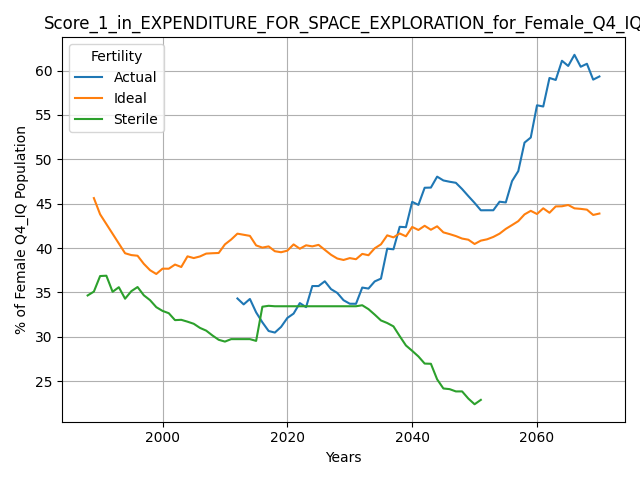 Score_1_in_EXPENDITURE_FOR_SPACE_EXPLORATION_for_Female_Q4_IQ
Fertility
Actual
Ideal
Sterile
% of Female Q4_IQ Population
60
55
50
45
40
35
30
25
2000
2020
2040
2060
Years